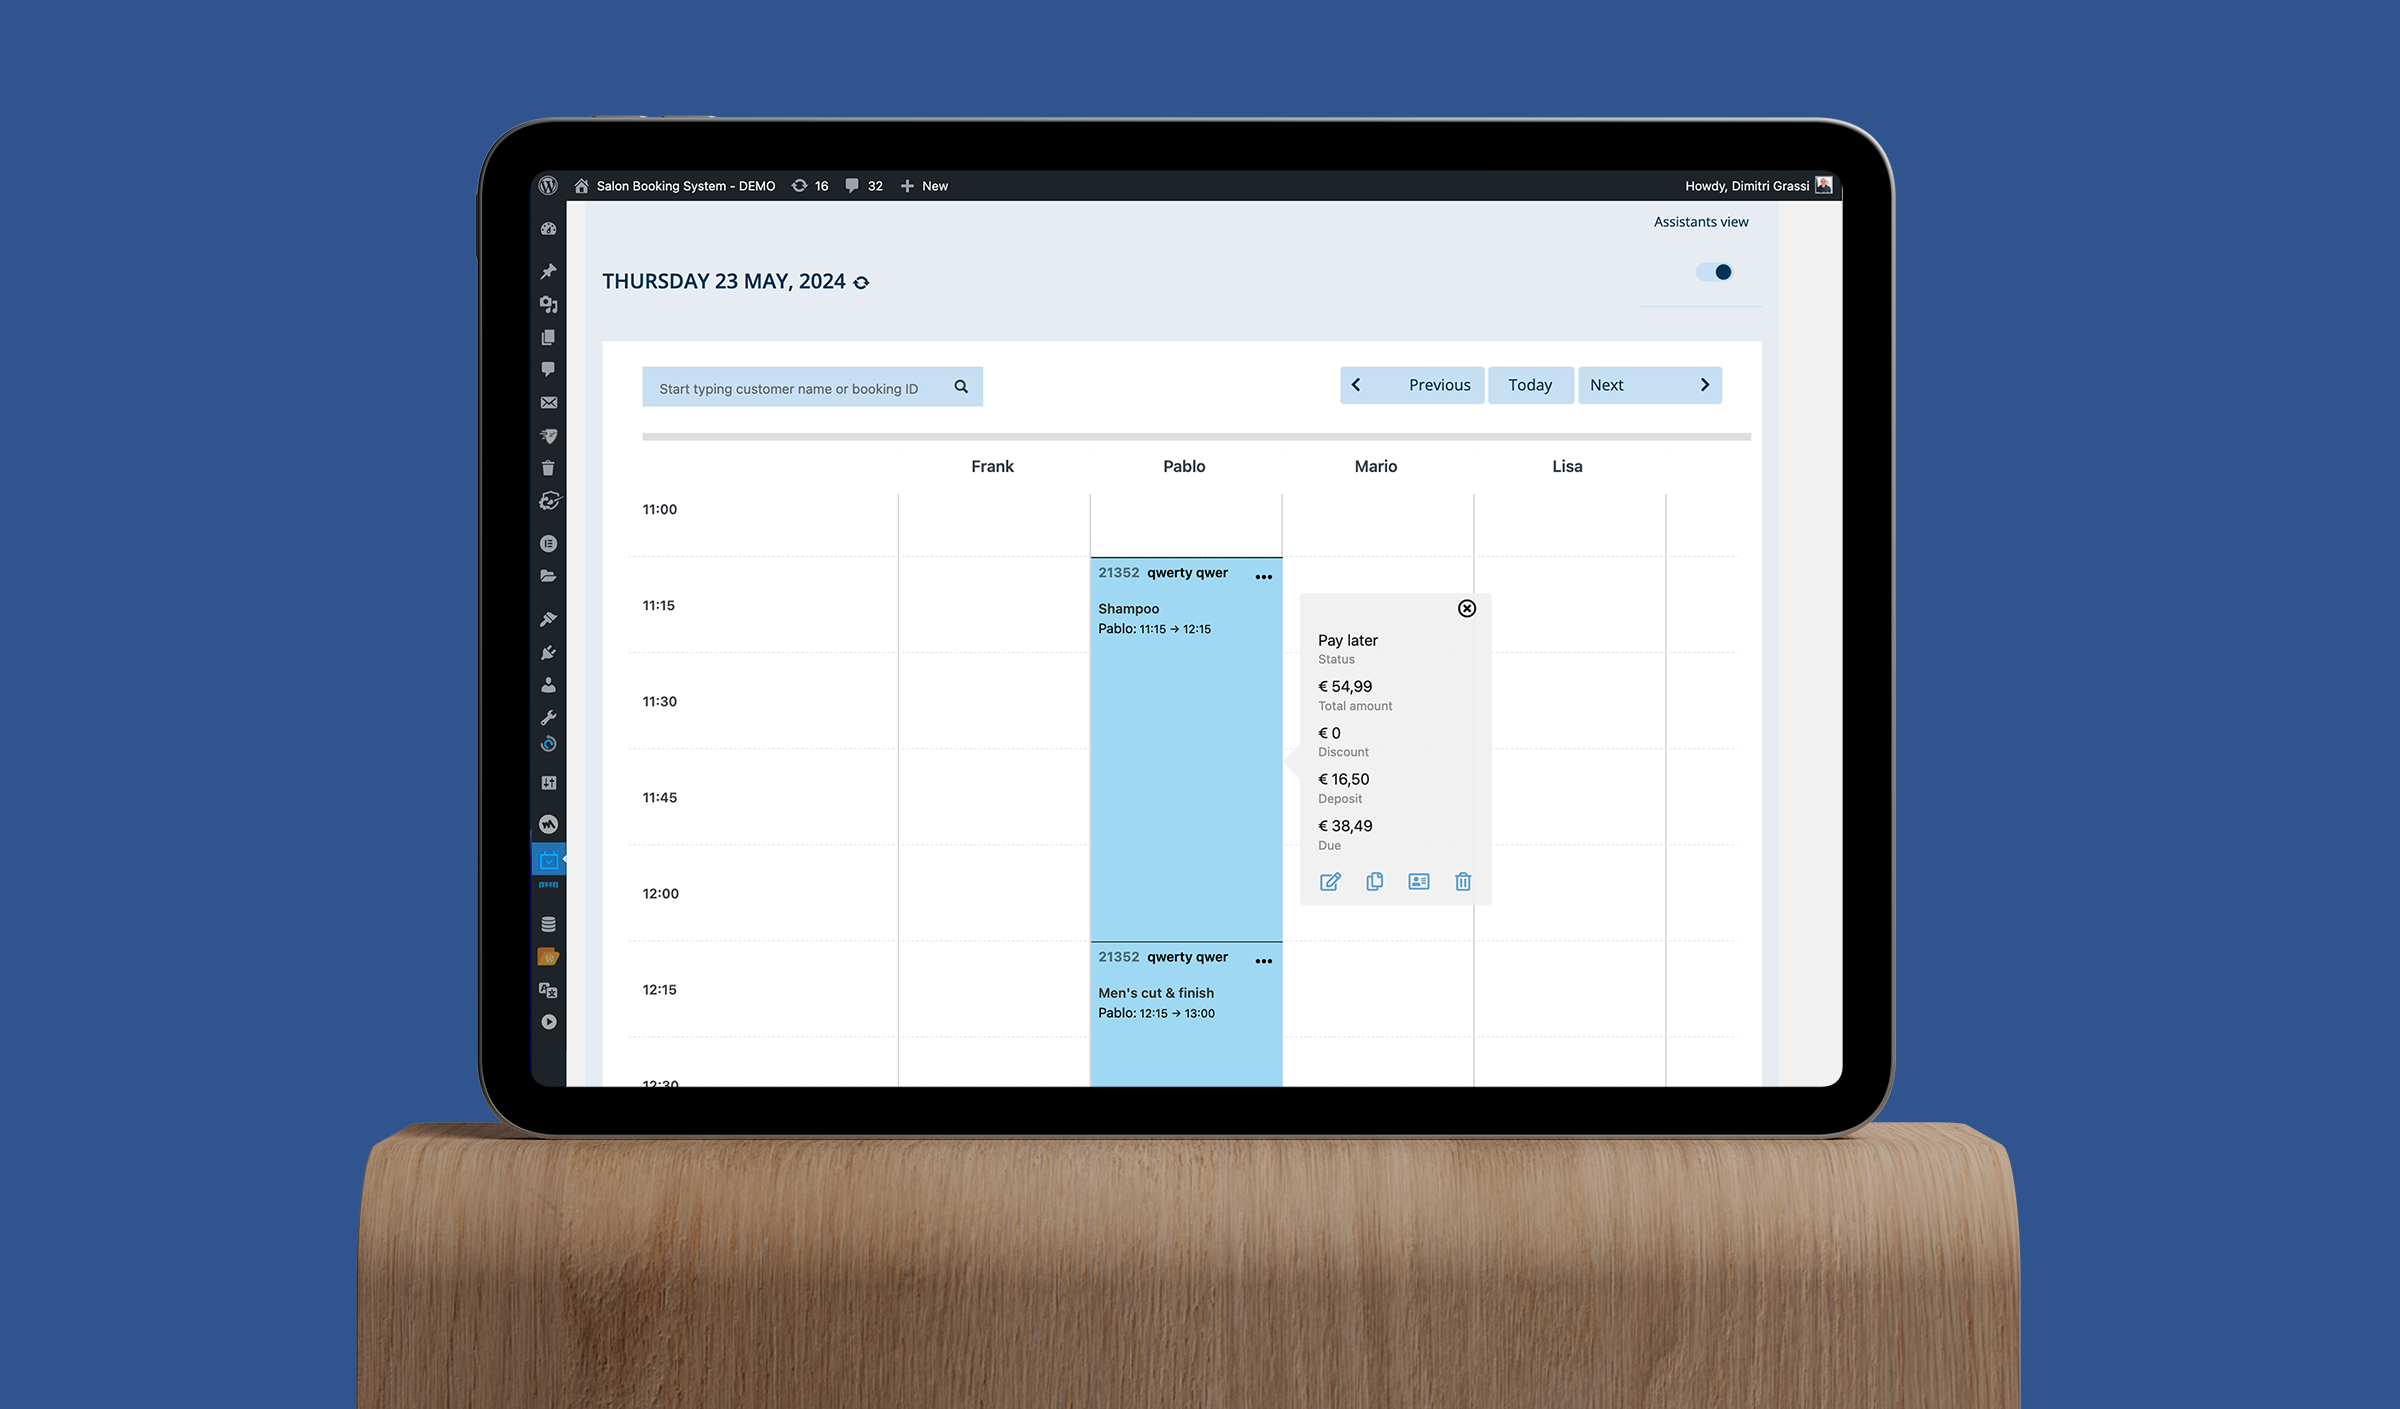 Salon Booking System - DEMO 16 32 New Howdy, Dimitri Grassi
Assistants view
THURSDAY 23 MAY, 2024
Start typing customer name or booking ID
Previous Today Next
Frank Pablo Mario Lisa
11:00
21352 qwerty qwer
Shampoo
Pablo: 11:15 → 12:15
11:15
11:30
11:45
12:00
Pay later
Status
€ 54,99
Total amount
€ 0
Discount
€ 16,50
Deposit
€ 38,49
Due
21352 qwerty qwer
Men's cut & finish
Pablo: 12:15 → 13:00
12:15
12:30